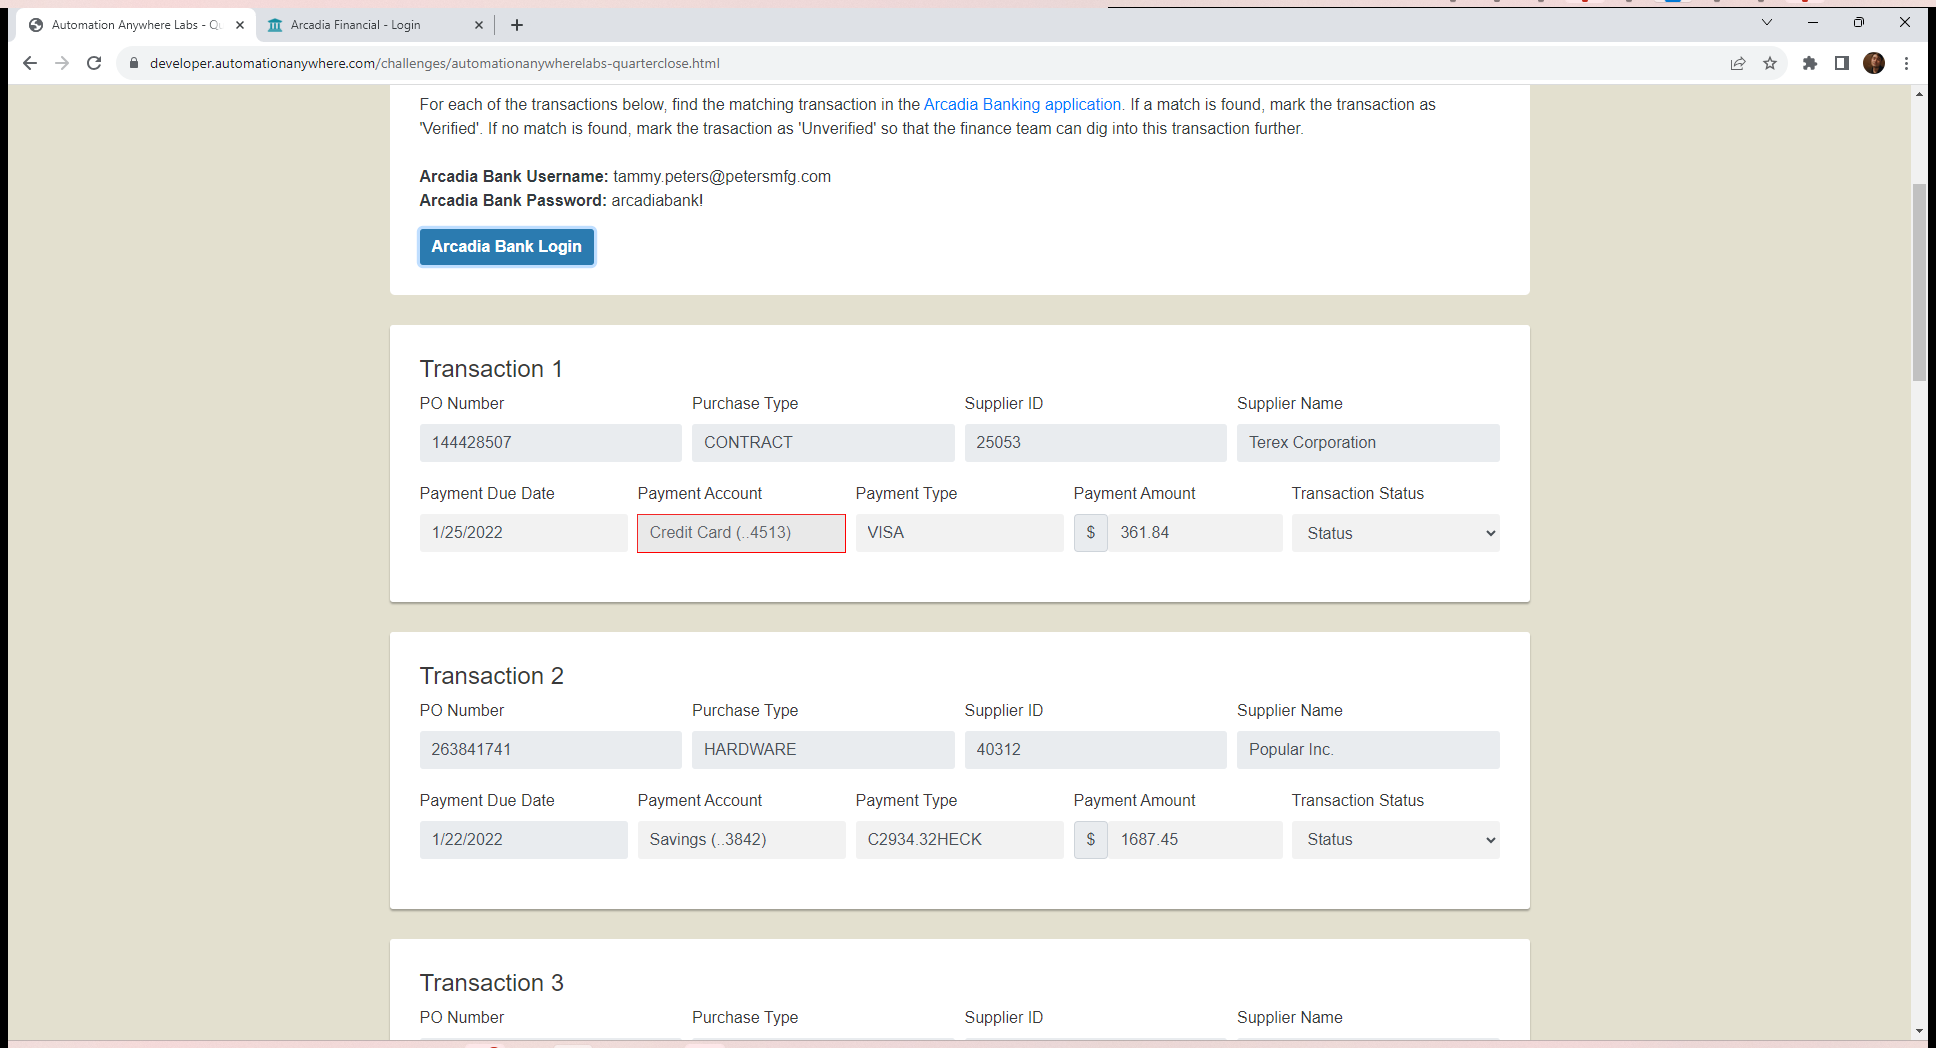 Automation Anywhere Labs - Q
Arcadia Financial - Login
developer.automationanywhere.com/challenges/automationanywherelabs-quarterclose.html
For each of the transactions below, find the matching transaction in the Arcadia Banking application. If a match is found, mark the transaction as
'Verified'. If no match is found, mark the trasaction as 'Unverified' so that the finance team can dig into this transaction further.
Arcadia Bank Username: tammy.peters@petersmfg.com
Arcadia Bank Password: arcadiabank!
Arcadia Bank Login
Transaction 1
PO Number Purchase Type Supplier ID Supplier Name
144428507 CONTRACT 25053 Terex Corporation
Payment Due Date Payment Account Payment Type Payment Amount Transaction Status
1/25/2022 Credit Card (..4513) VISA $ 361.84 Status
Transaction 2
PO Number Purchase Type Supplier ID Supplier Name
263841741 HARDWARE 40312 Popular Inc.
Payment Due Date Payment Account Payment Type Payment Amount Transaction Status
1/22/2022 Savings (..3842) C2934.32HECK $ 1687.45 Status
Transaction 3
PO Number Purchase Type Supplier ID Supplier Name